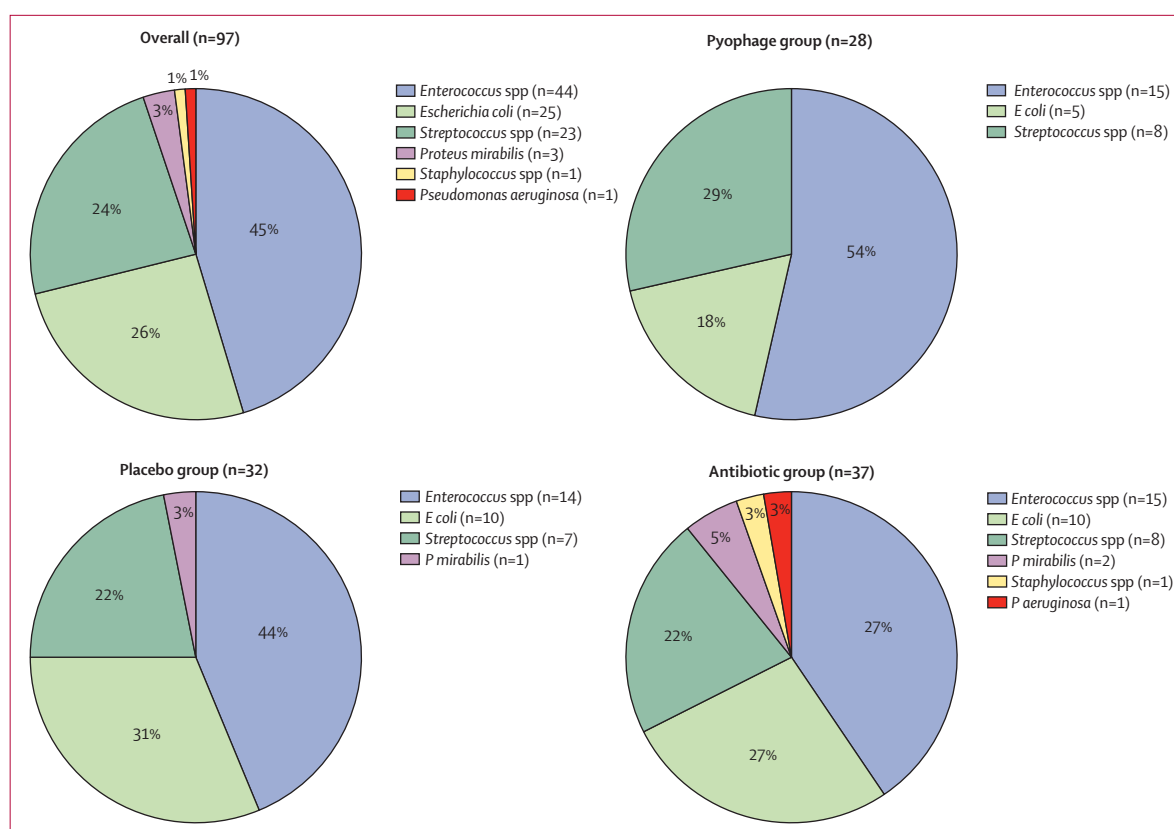 Overall (n=97)
1%
1%
3%
24%
45%
26%
Enterococcus spp (n=44)
Escherichia coli (n=25)
Streptococcus spp (n=23)
Proteus mirabilis (n=3)
Staphylococcus spp (n=1)
Pseudomonas aeruginosa (n=1)
Pyophage group (n=28)
29%
54%
18%
Enterococcus spp (n=15)
E coli (n=5)
Streptococcus spp (n=8)
Placebo group (n=32)
3%
22%
44%
31%
Enterococcus spp (n=14)
E coli (n=10)
Streptococcus spp (n=7)
P mirabilis (n=1)
Antibiotic group (n=37)
3%
3%
5%
22%
27%
27%
Enterococcus spp (n=15)
E coli (n=10)
Streptococcus spp (n=8)
P mirabilis (n=2)
Staphylococcus spp (n=1)
P aeruginosa (n=1)